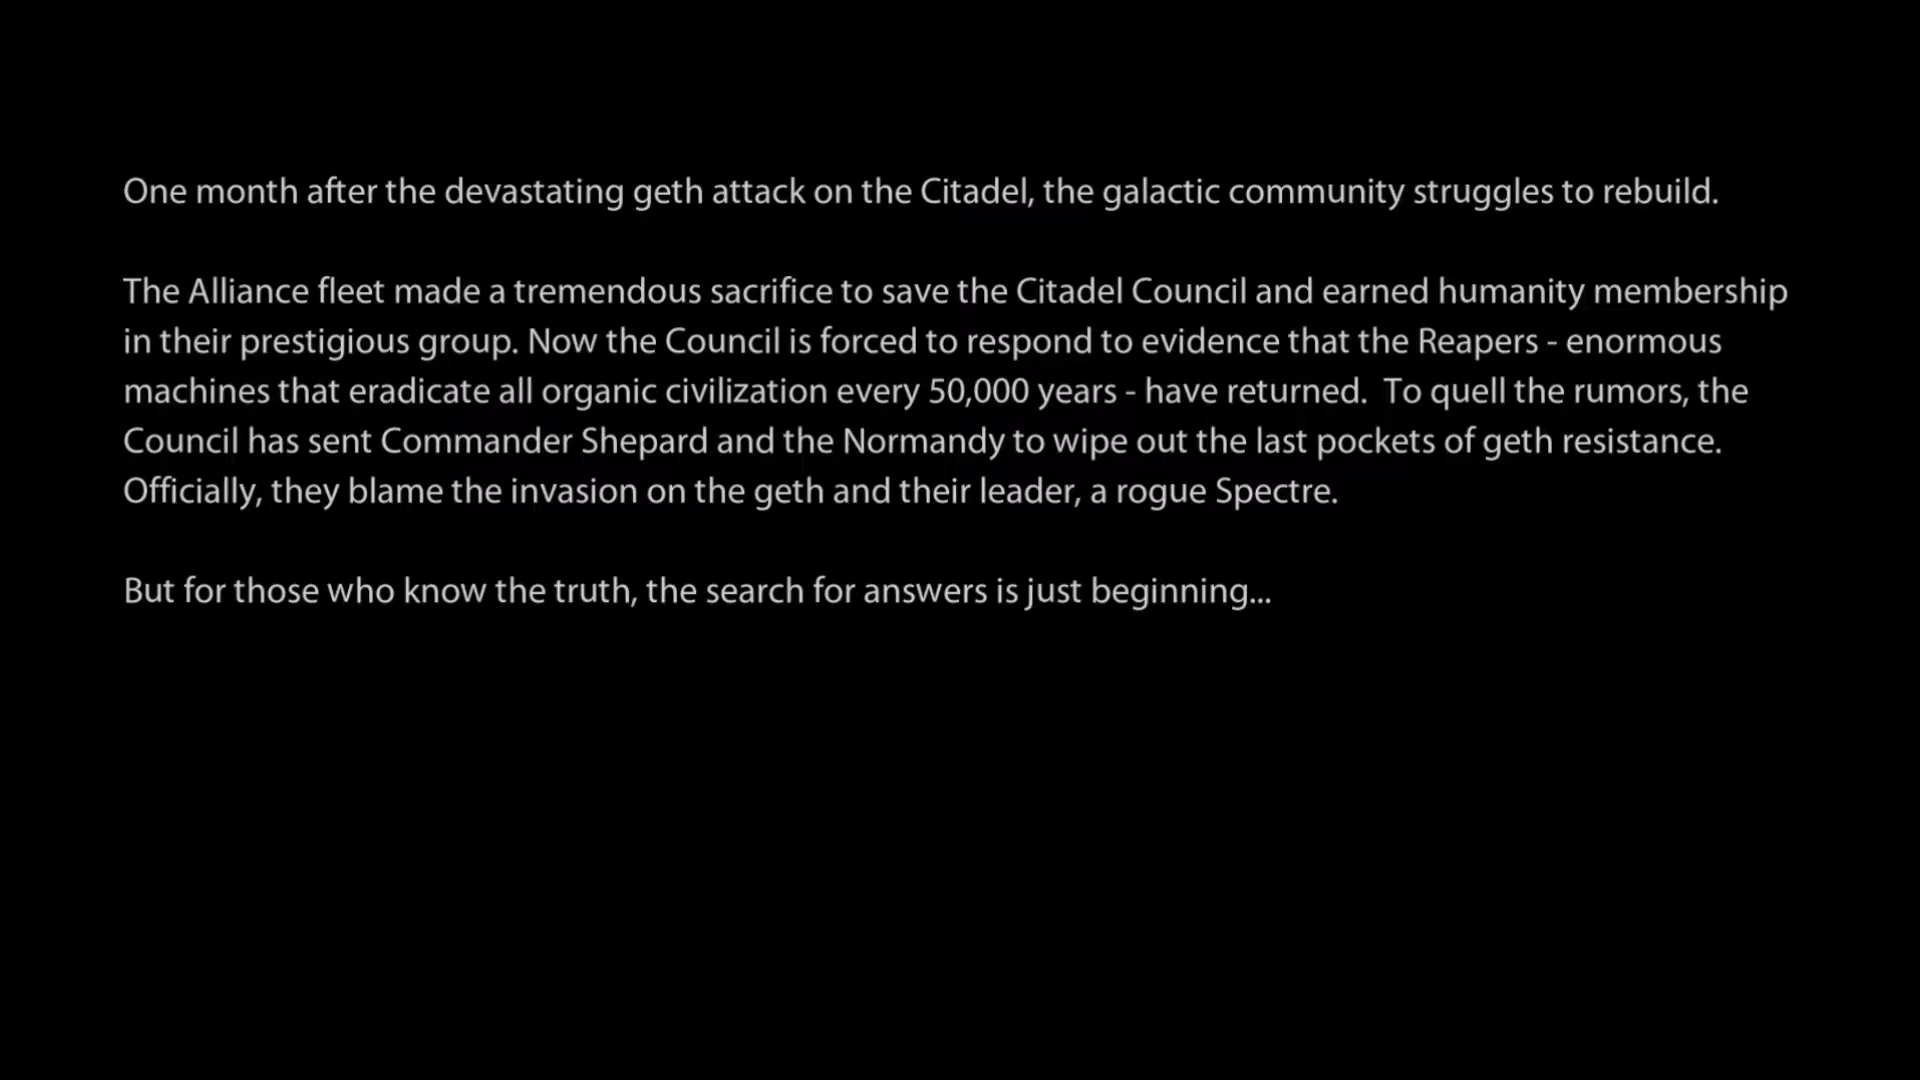 One month after the devastating geth attack on the Citadel, the galactic community struggles to rebuild.
The Alliance fleet made a tremendous sacrifice to save the Citadel Council and earned humanity membership
in their prestigious group. Now the Council is forced to respond to evidence that the Reapers - enormous
machines that eradicate all organic civilization every 50,000 years - have returned.  To quell the rumors, the
Council has sent Commander Shepard and the Normandy to wipe out the last pockets of geth resistance.
Officially, they blame the invasion on the geth and their leader, a rogue Spectre.
But for those who know the truth, the search for answers is just beginning...